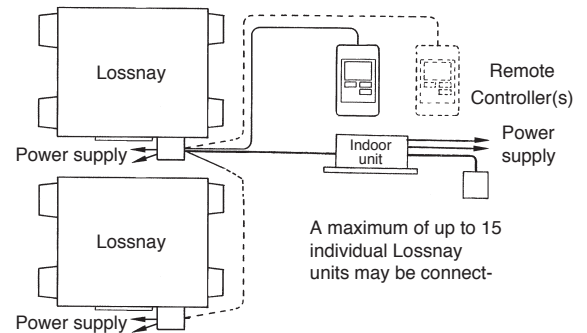 Lossnay
Remote
Controller(s)
Power supply
Indoor
unit
Power
supply
Lossnay
A maximum of up to 15
individual Lossnay
units may be connect-
Power supply